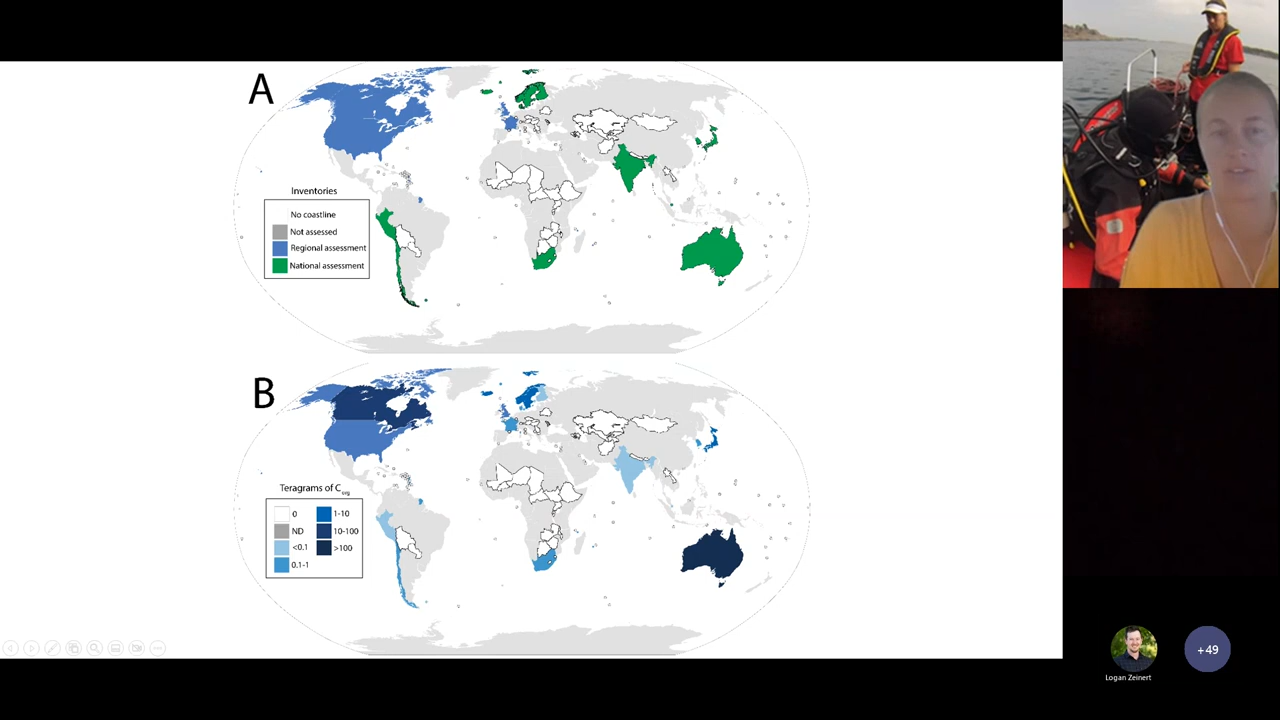 A
Inventories
No coastline
Not assessed
Regional assessment
National assessment
B
Teragrams of Corg
0
ND
<0.1
0.1-1
1-10
10-100
>100
Logan Zeinert
+49